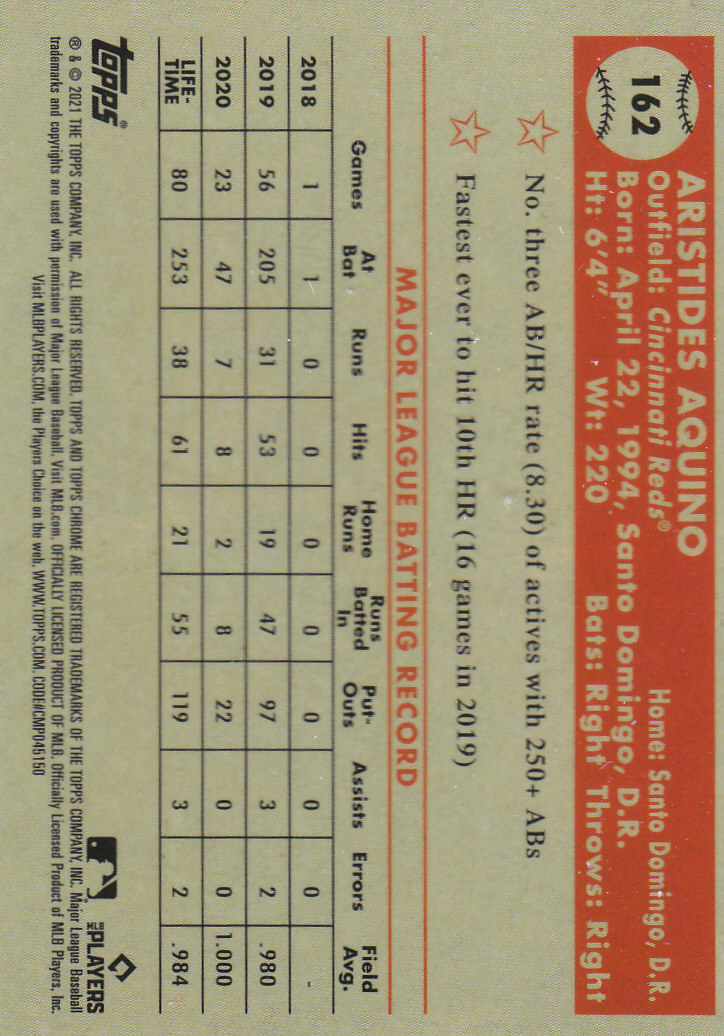 162
ARISTIDES AQUINO
Outfield: Cincinnati Reds® Home: Santo Domingo, D.R.
Born: April 22, 1994, Santo Domingo, D.R.
Ht: 6'4" Wt: 220 Bats: Right Throws: Right
No. three AB/HR rate (8.30) of actives with 250+ ABs
Fastest ever to hit 10th HR (16 games in 2019)
MAJOR LEAGUE BATTING RECORD
Games At Bat Runs Hits Home Runs Runs Batted In Put-Outs Assists Errors Field Avg.
2018 1 1 0 0 0 0 0 0 0 -
2019 56 205 31 53 19 47 97 3 2 .980
2020 23 47 7 8 2 8 22 0 0 1.000
LIFE-TIME 80 253 38 61 21 55 119 3 2 .984
topps®
MLB PLAYERS
® & © 2021 THE TOPPS COMPANY, INC. ALL RIGHTS RESERVED. TOPPS AND TOPPS CHROME ARE REGISTERED TRADEMARKS OF THE TOPPS COMPANY, INC. Major League Baseball
trademarks and copyrights are used with permission of Major League Baseball. Visit MLB.com. OFFICIALLY LICENSED PRODUCT OF MLB. Officially Licensed Product of MLB Players, Inc.
Visit MLBPLAYERS.COM, the Players Choice on the web. WWW.TOPPS.COM. CODE#CMP045150